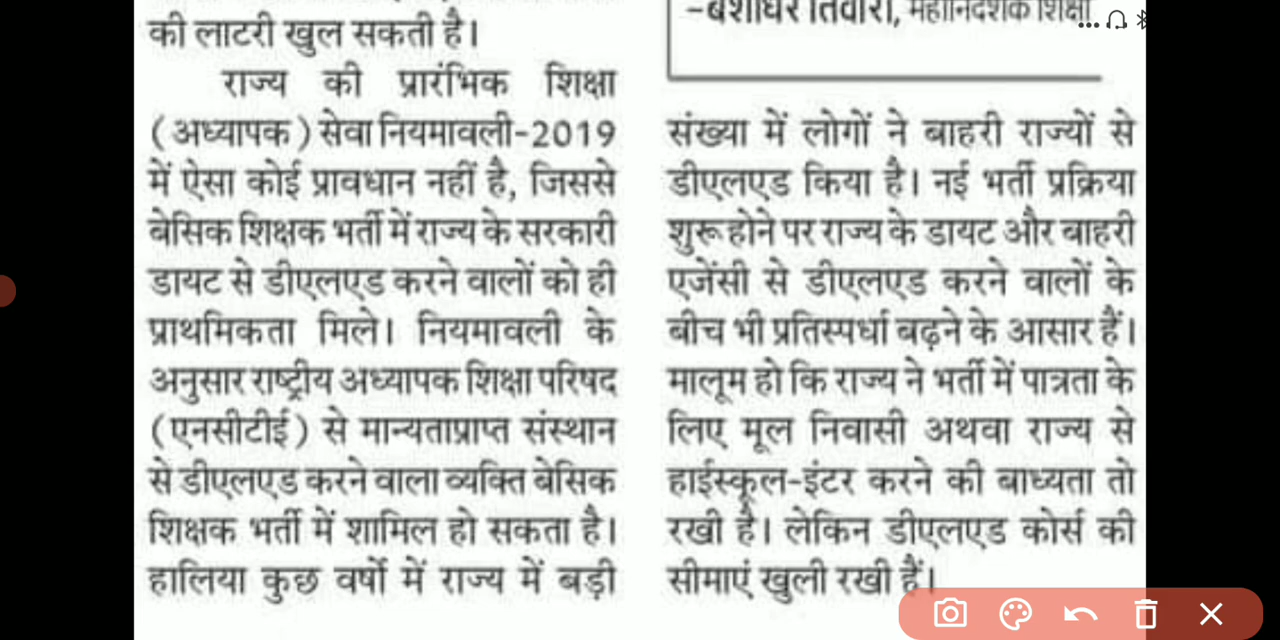 की लाटरी खुल सकती है।
राज्य की प्रारंभिक शिक्षा
(अध्यापक) सेवा नियमावली-2019
में ऐसा कोई प्रावधान नहीं है, जिससे
बेसिक शिक्षक भर्ती में राज्य के सरकारी
डायट से डीएलएड करने वालों को ही
प्राथमिकता मिले। नियमावली के
अनुसार राष्ट्रीय अध्यापक शिक्षा परिषद
(एनसीटीई) से मान्यताप्राप्त संस्थान
से डीएलएड करने वाला व्यक्ति बेसिक
शिक्षक भर्ती में शामिल हो सकता है।
हालिया कुछ वर्षो में राज्य में बड़ी
-बंशीधर तिवारी, महानिदेशक शिक्षा
संख्या में लोगों ने बाहरी राज्यों से
डीएलएड किया है। नई भर्ती प्रक्रिया
शुरू होने पर राज्य के डायट और बाहरी
एजेंसी से डीएलएड करने वालों के
बीच भी प्रतिस्पर्धा बढ़ने के आसार हैं।
मालूम हो कि राज्य ने भर्ती में पात्रता के
लिए मूल निवासी अथवा राज्य से
हाईस्कूल-इंटर करने की बाध्यता तो
रखी है। लेकिन डीएलएड कोर्स की
सीमाएं खुली रखी हैं।